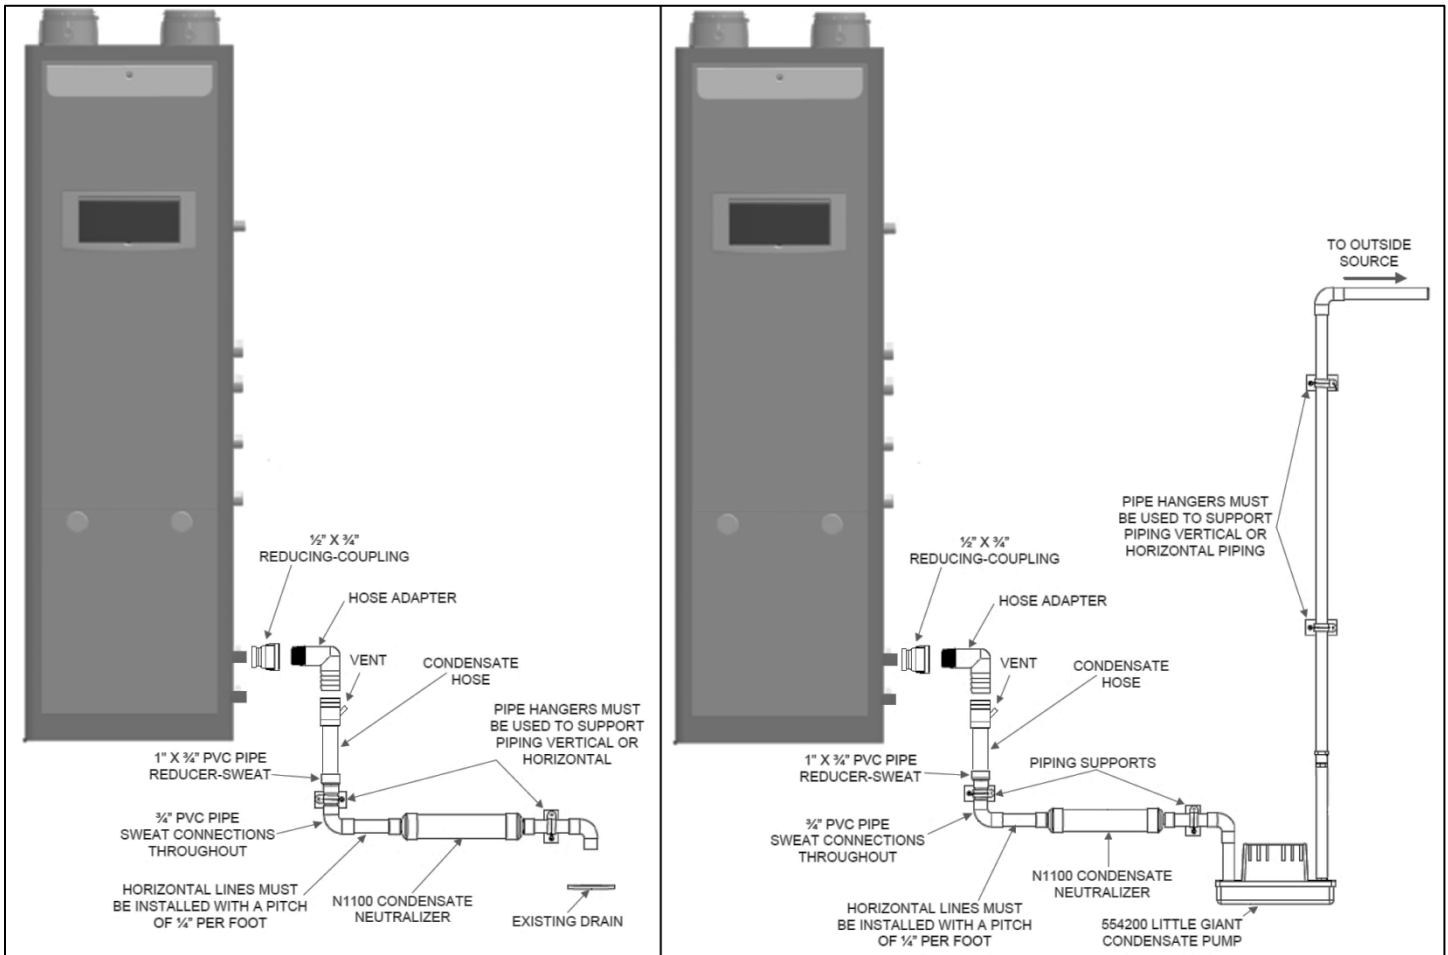 ½" X ¾"
REDUCING-COUPLING
HOSE ADAPTER
VENT
CONDENSATE
HOSE
PIPE HANGERS MUST
BE USED TO SUPPORT
PIPING VERTICAL OR
HORIZONTAL
1" X ¾" PVC PIPE
REDUCER-SWEAT
¾" PVC PIPE
SWEAT CONNECTIONS
THROUGHOUT
HORIZONTAL LINES MUST
BE INSTALLED WITH A PITCH
OF ¼" PER FOOT
N1100 CONDENSATE
NEUTRALIZER
EXISTING DRAIN
TO OUTSIDE
SOURCE
PIPE HANGERS MUST
BE USED TO SUPPORT
PIPING VERTICAL OR
HORIZONTAL PIPING
½" X ¾"
REDUCING-COUPLING
HOSE ADAPTER
VENT
CONDENSATE
HOSE
1" X ¾" PVC PIPE
REDUCER-SWEAT
PIPING SUPPORTS
¾" PVC PIPE
SWEAT CONNECTIONS
THROUGHOUT
N1100 CONDENSATE
NEUTRALIZER
HORIZONTAL LINES MUST
BE INSTALLED WITH A PITCH
OF ¼" PER FOOT
554200 LITTLE GIANT
CONDENSATE PUMP